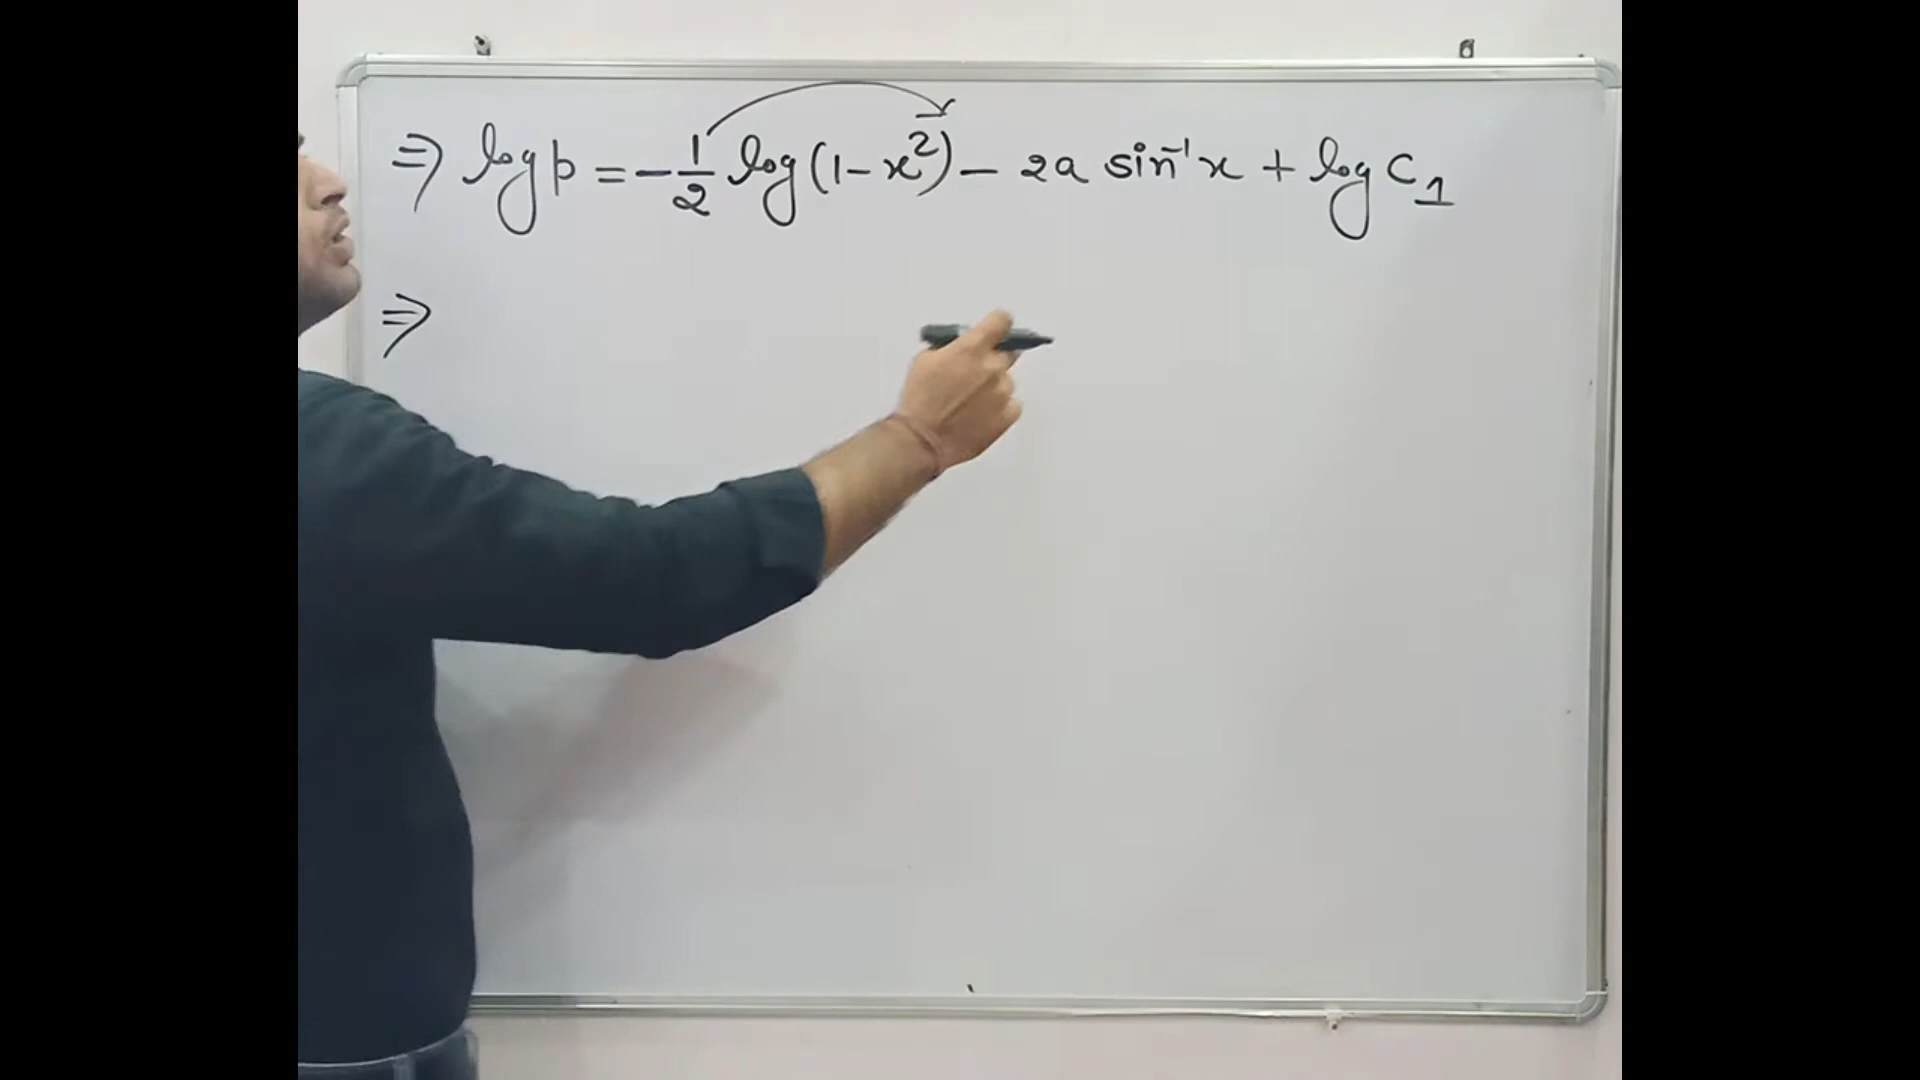 ⇒ log p = -1/2 log(1-x²) - 2a sin⁻¹x + log C₁
⇒